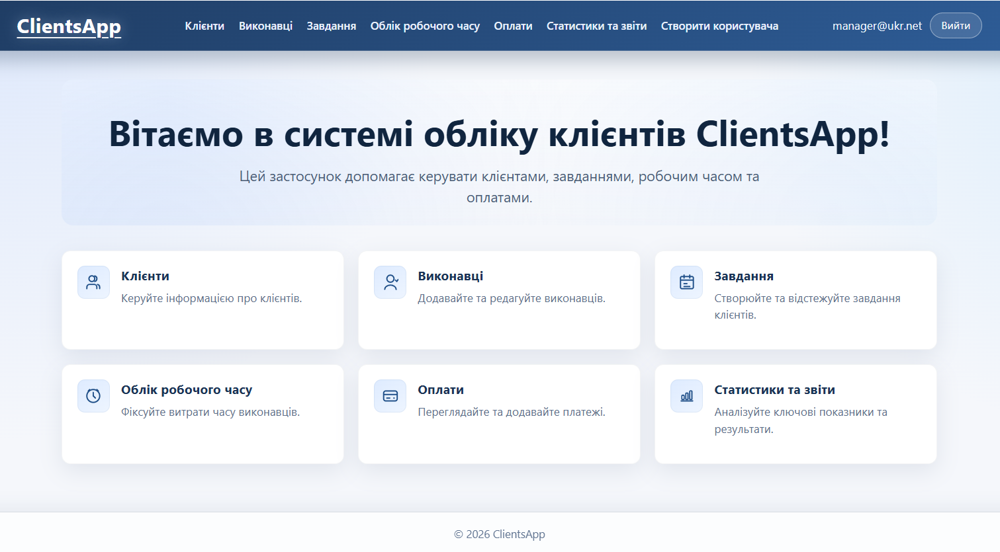 ClientsApp
Клієнти Виконавці Завдання Облік робочого часу Оплати Статистики та звіти Створити користувача
manager@ukr.net Вийти
Вітаємо в системі обліку клієнтів ClientsApp!
Цей застосунок допомагає керувати клієнтами, завданнями, робочим часом та
оплатами.
Клієнти
Керуйте інформацією про клієнтів.
Виконавці
Додавайте та редагуйте виконавців.
Завдання
Створюйте та відстежуйте завдання
клієнтів.
Облік робочого часу
Фіксуйте витрати часу виконавців.
Оплати
Переглядайте та додавайте платежі.
Статистики та звіти
Аналізуйте ключові показники та
результати.
© 2026 ClientsApp